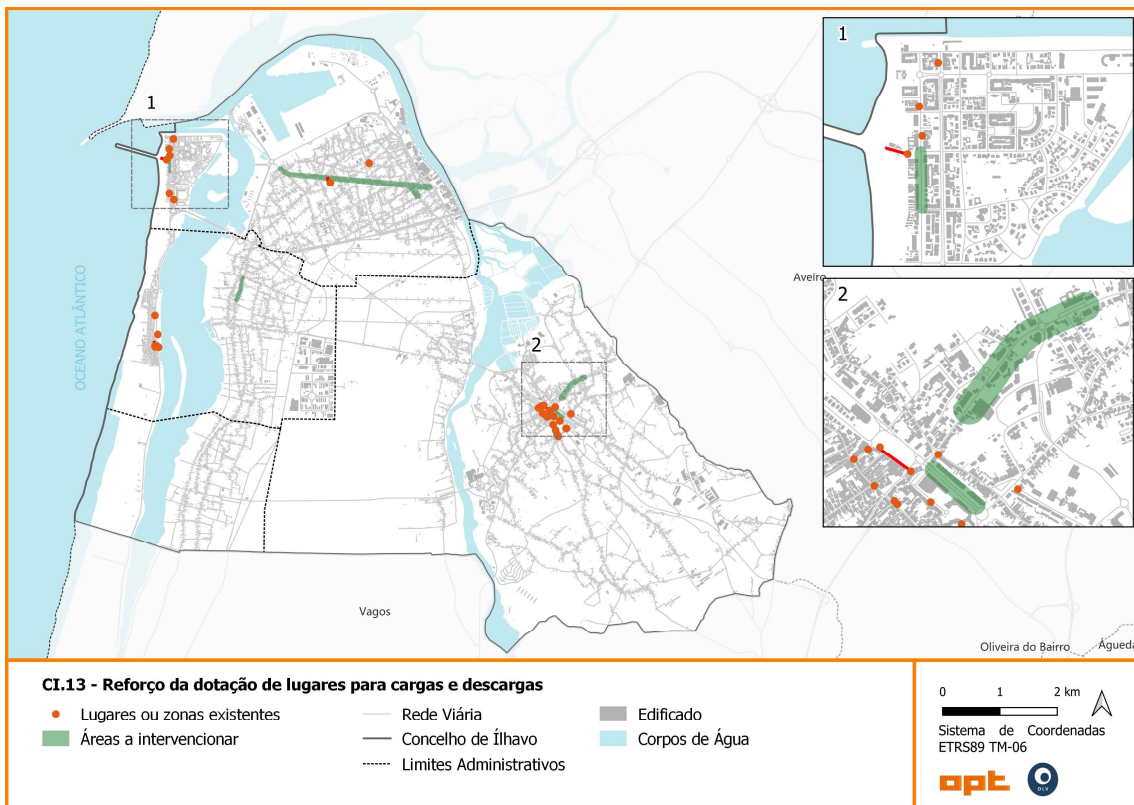 1
1
Aveiro
2
OCEANO ATLÂNTICO
2
Vagos
Oliveira do Bairro
Águeda
CI.13 - Reforço da dotação de lugares para cargas e descargas
Lugares ou zonas existentes
Áreas a intervencionar
Rede Viária
Concelho de Ílhavo
Limites Administrativos
Edificado
Corpos de Água
0 1 2 km
Sistema de Coordenadas
ETRS89 TM-06
opt
OLV